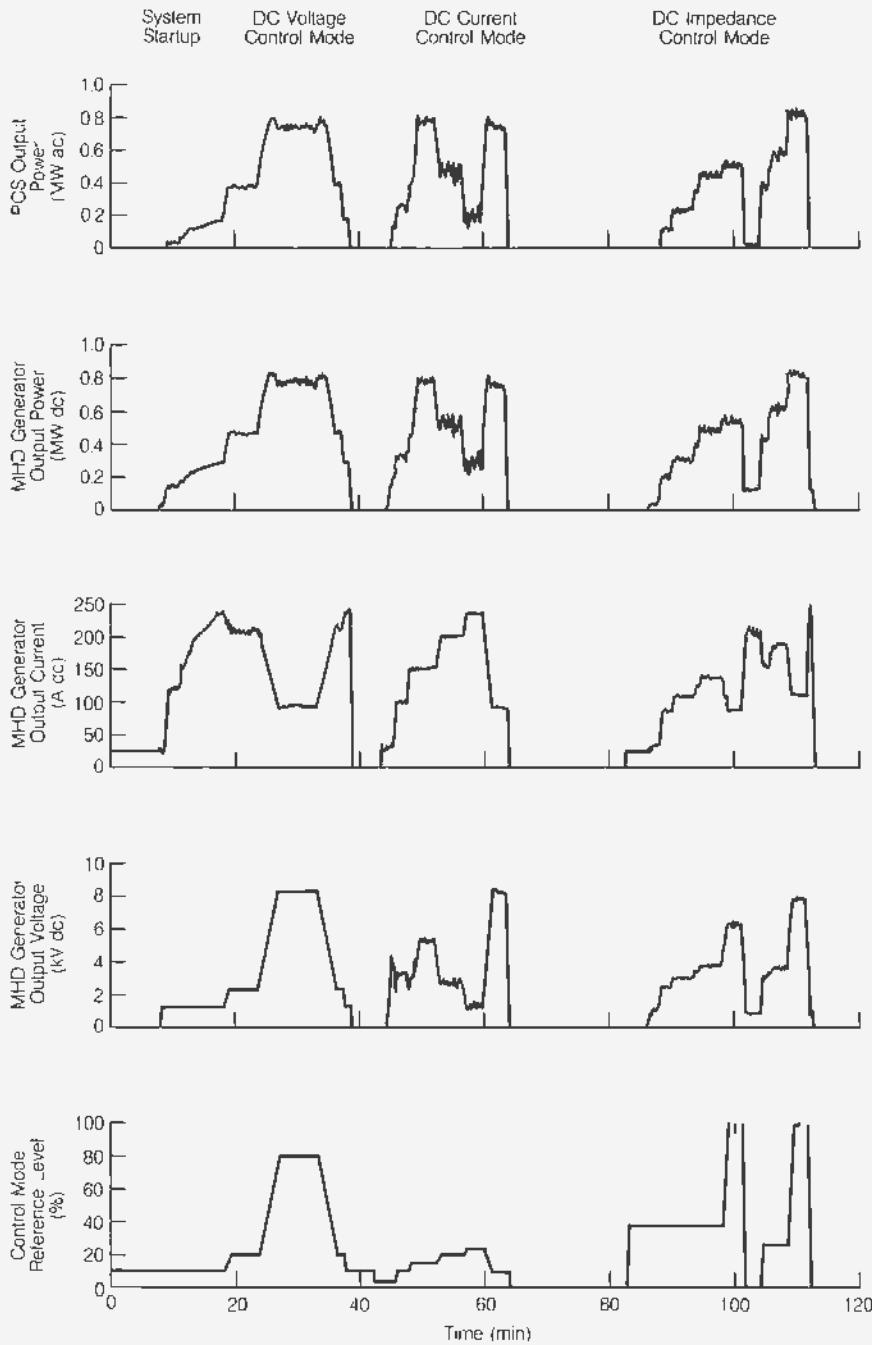 System
Startup
DC Voltage
Control Mode
DC Current
Control Mode
DC Impedance
Control Mode
PCS Output
Power
(MW ac)
1.0
0.8
0.6
0.4
0.2
0
MHD Generator
Output Power
(MW dc)
1.0
0.8
0.6
0.4
0.2
0
MHD Generator
Output Current
(A dc)
250
200
150
100
50
0
MHD Generator
Output Voltage
(kV dc)
10
8
6
4
2
0
Control Mode
Reference Level
(%)
100
80
60
40
20
0
0
20
40
60
80
100
120
Time (min)